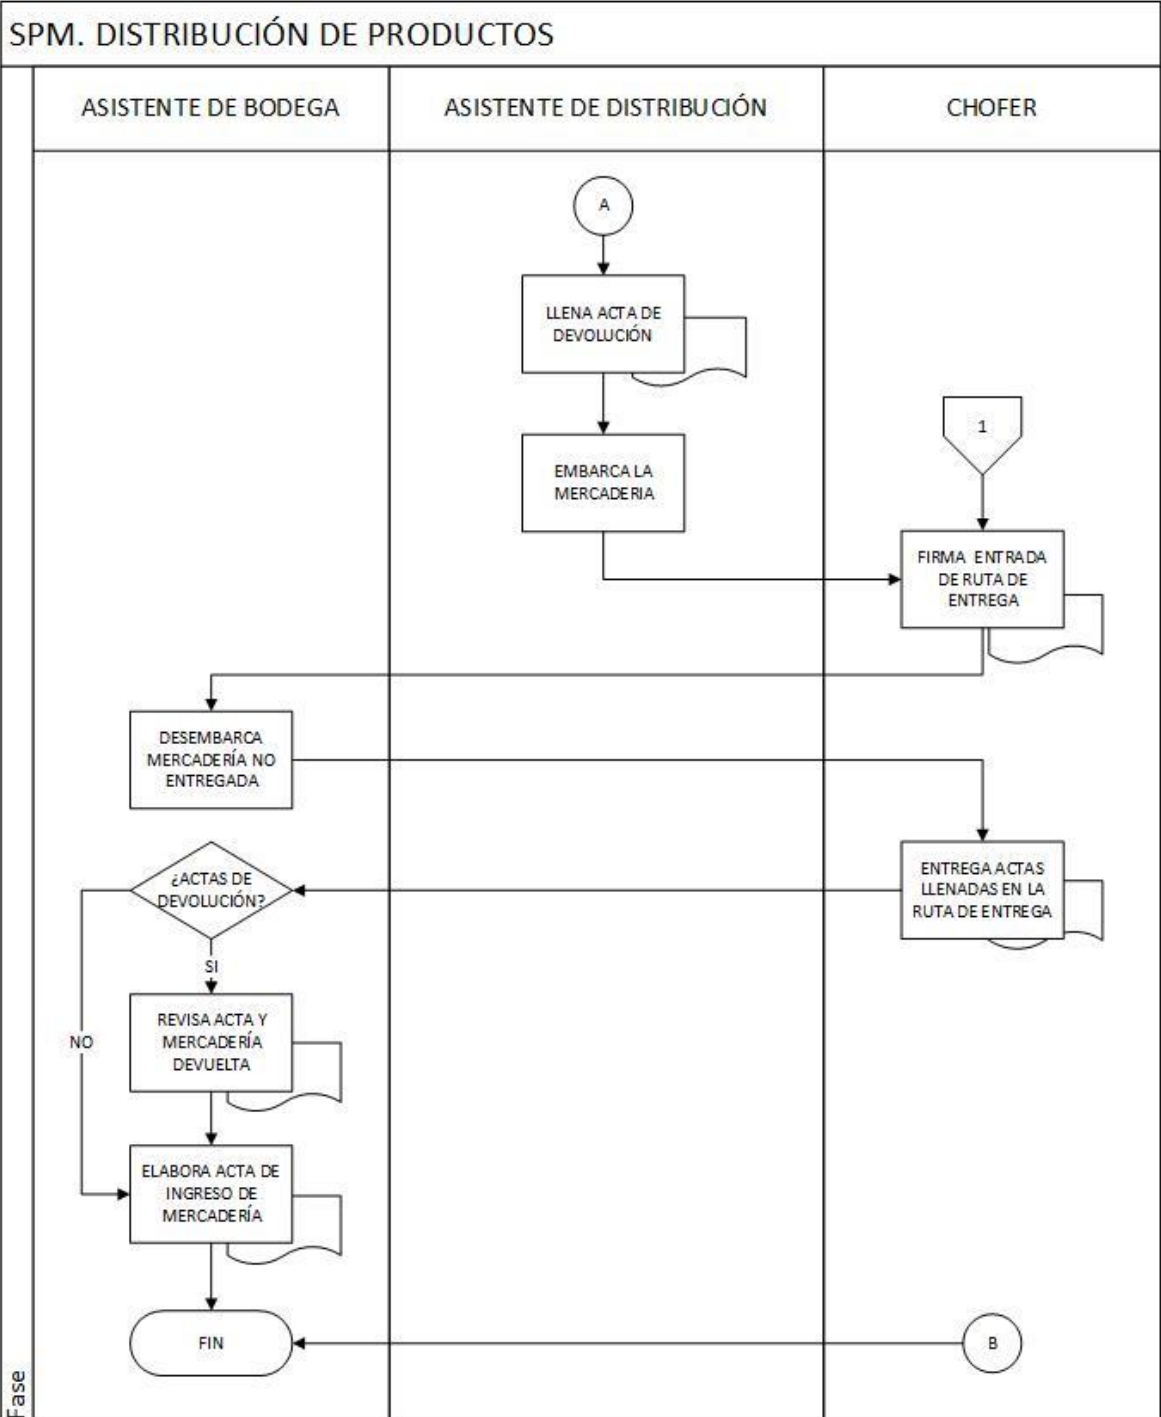 SPM. DISTRIBUCIÓN DE PRODUCTOS
ASISTENTE DE BODEGA
ASISTENTE DE DISTRIBUCIÓN
CHOFER
A
LLENA ACTA DE
DEVOLUCIÓN
1
EMBARCA LA
MERCADERIA
FIRMA ENTRADA
DE RUTA DE
ENTREGA
DESEMBARCA
MERCADERÍA NO
ENTREGADA
¿ACTAS DE
DEVOLUCIÓN?
ENTREGA ACTAS
LLENADAS EN LA
RUTA DE ENTREGA
SI
REVISA ACTA Y
MERCADERÍA
DEVUELTA
NO
ELABORA ACTA DE
INGRESO DE
MERCADERÍA
FIN
B
Fase